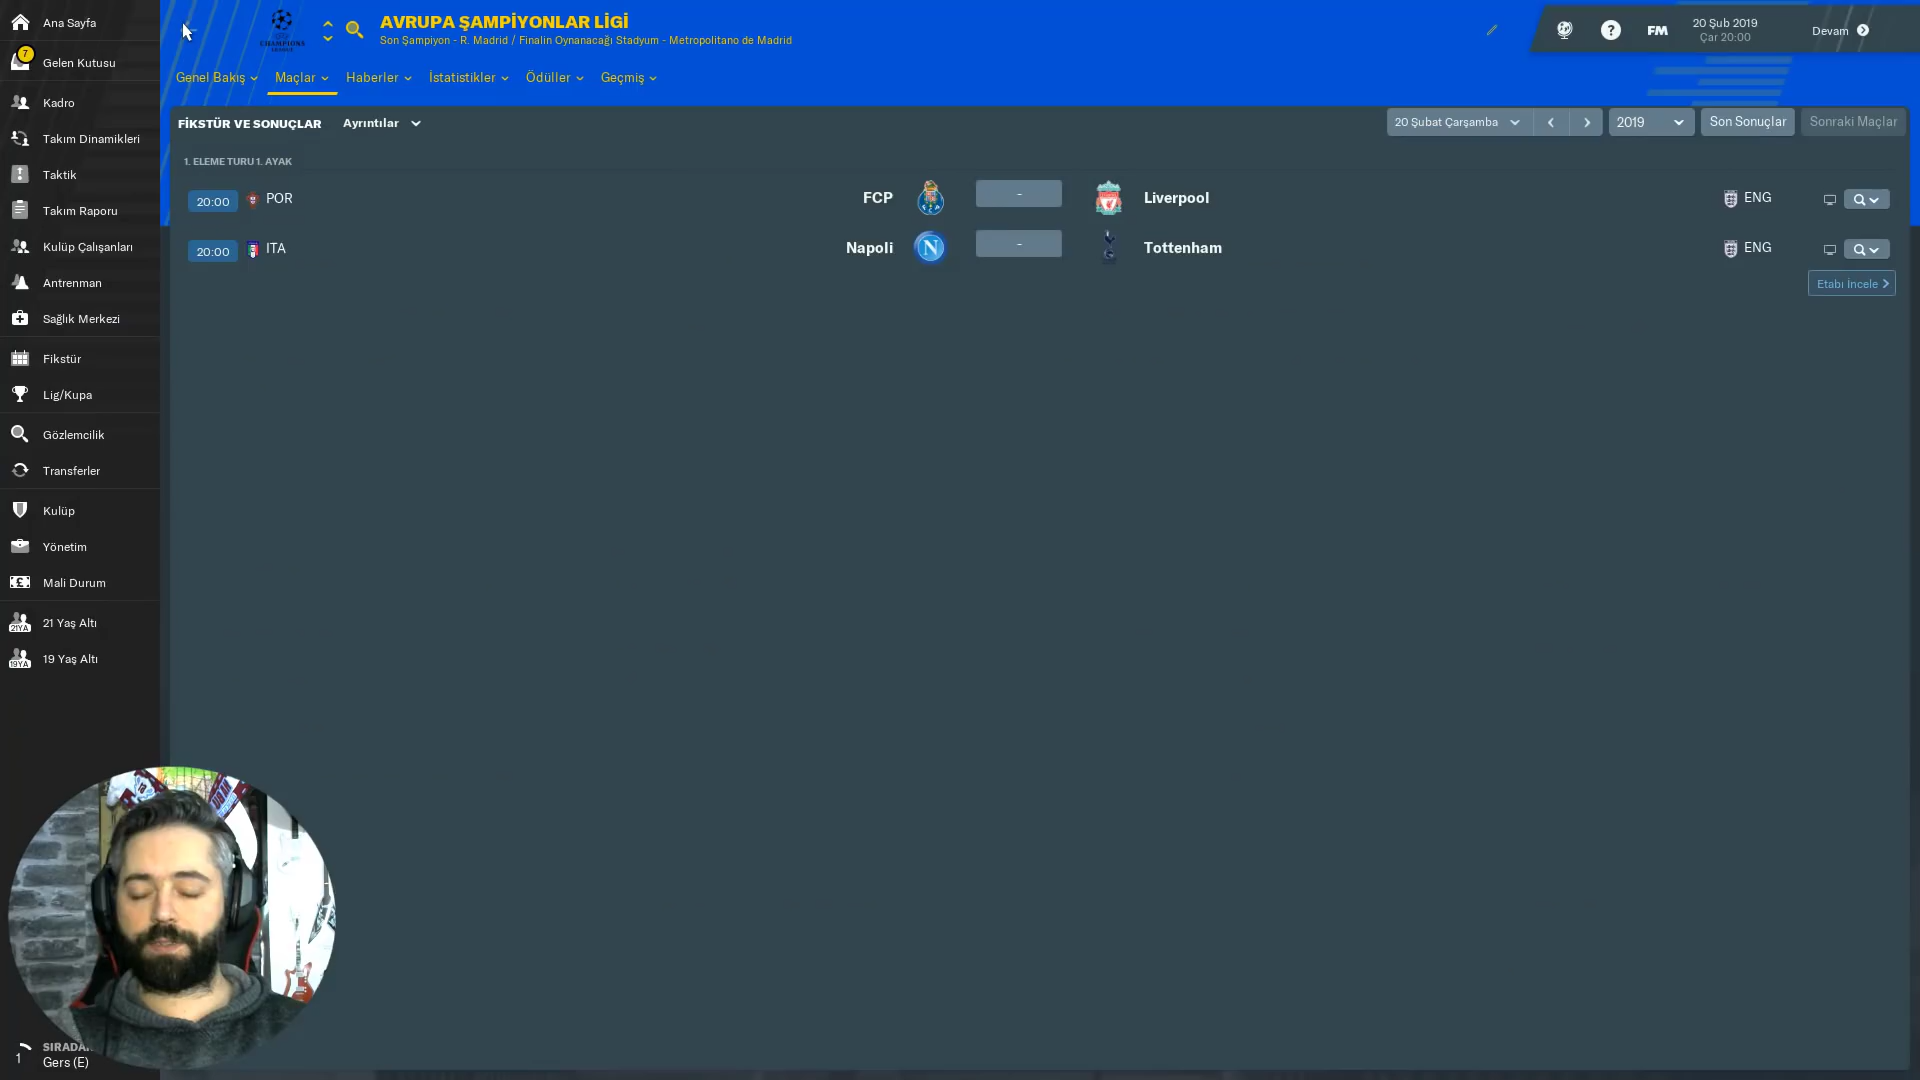 Ana Sayfa
7
Gelen Kutusu
Kadro
Takım Dinamikleri
Taktik
Takım Raporu
Kulüp Çalışanları
Antrenman
Sağlık Merkezi
Fikstür
Lig/Kupa
Gözlemcilik
Transferler
Kulüp
Yönetim
Mali Durum
21YA
21 Yaş Altı
19YA
19 Yaş Altı
1
Gers (E)
CHAMPIONS
LEAGUE
AVRUPA ŞAMPİYONLAR LİGİ
Son Şampiyon - R. Madrid / Finalin Oynanacağı Stadyum - Metropolitano de Madrid
? FM
20 Şub 2019
Çar 20:00
Devam
Genel Bakış Maçlar Haberler İstatistikler Ödüller Geçmiş
FİKSTÜR VE SONUÇLAR Ayrıntılar
20 Şubat Çarşamba 2019 Son Sonuçlar Sonraki Maçlar
1. ELEME TURU 1. AYAK
20:00 POR FCP - Liverpool ENG
20:00 ITA Napoli N - Tottenham ENG
Etabı İncele